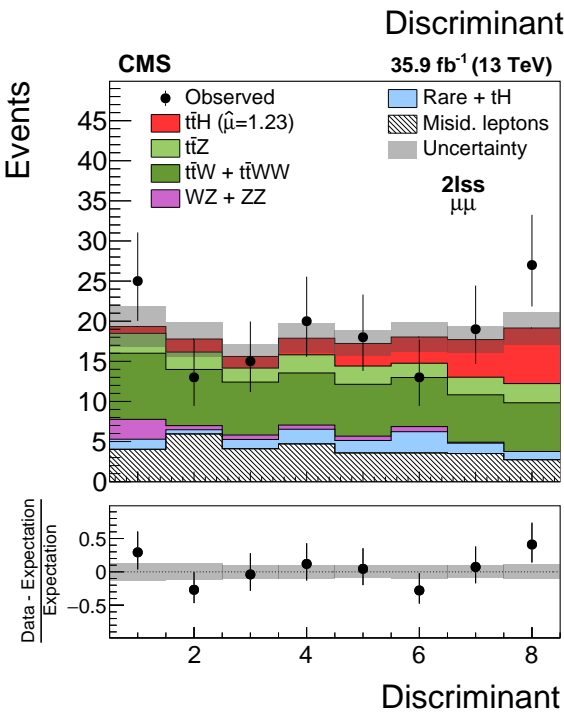 Discriminant
CMS 35.9 fb⁻¹ (13 TeV)
Events
Observed
tt̄H (μ̂=1.23)
tt̄Z
tt̄W + tt̄WW
WZ + ZZ
Rare + tH
Misid. leptons
Uncertainty
2lss
μμ
45
40
35
30
25
20
15
10
5
0
Data - Expectation
Expectation
0.5
0
−0.5
2 4 6 8
Discriminant